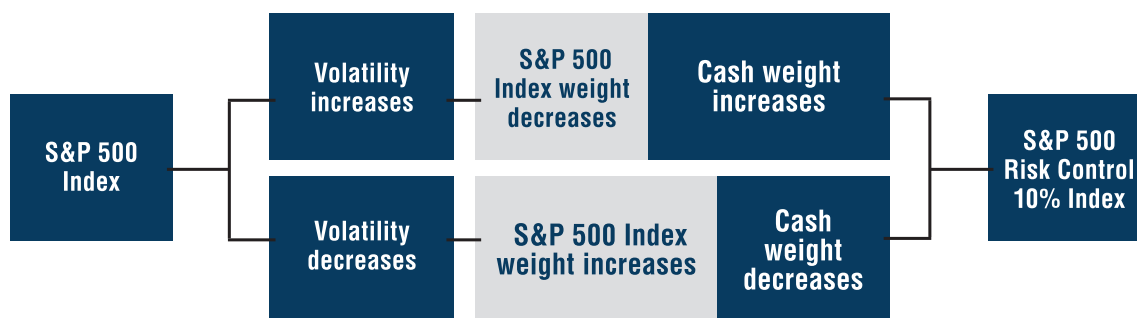 S&P 500
Index
Volatility
increases
S&P 500
Index weight
decreases
Cash weight
increases
Volatility
decreases
S&P 500 Index
weight increases
Cash
weight
decreases
S&P 500
Risk Control
10% Index